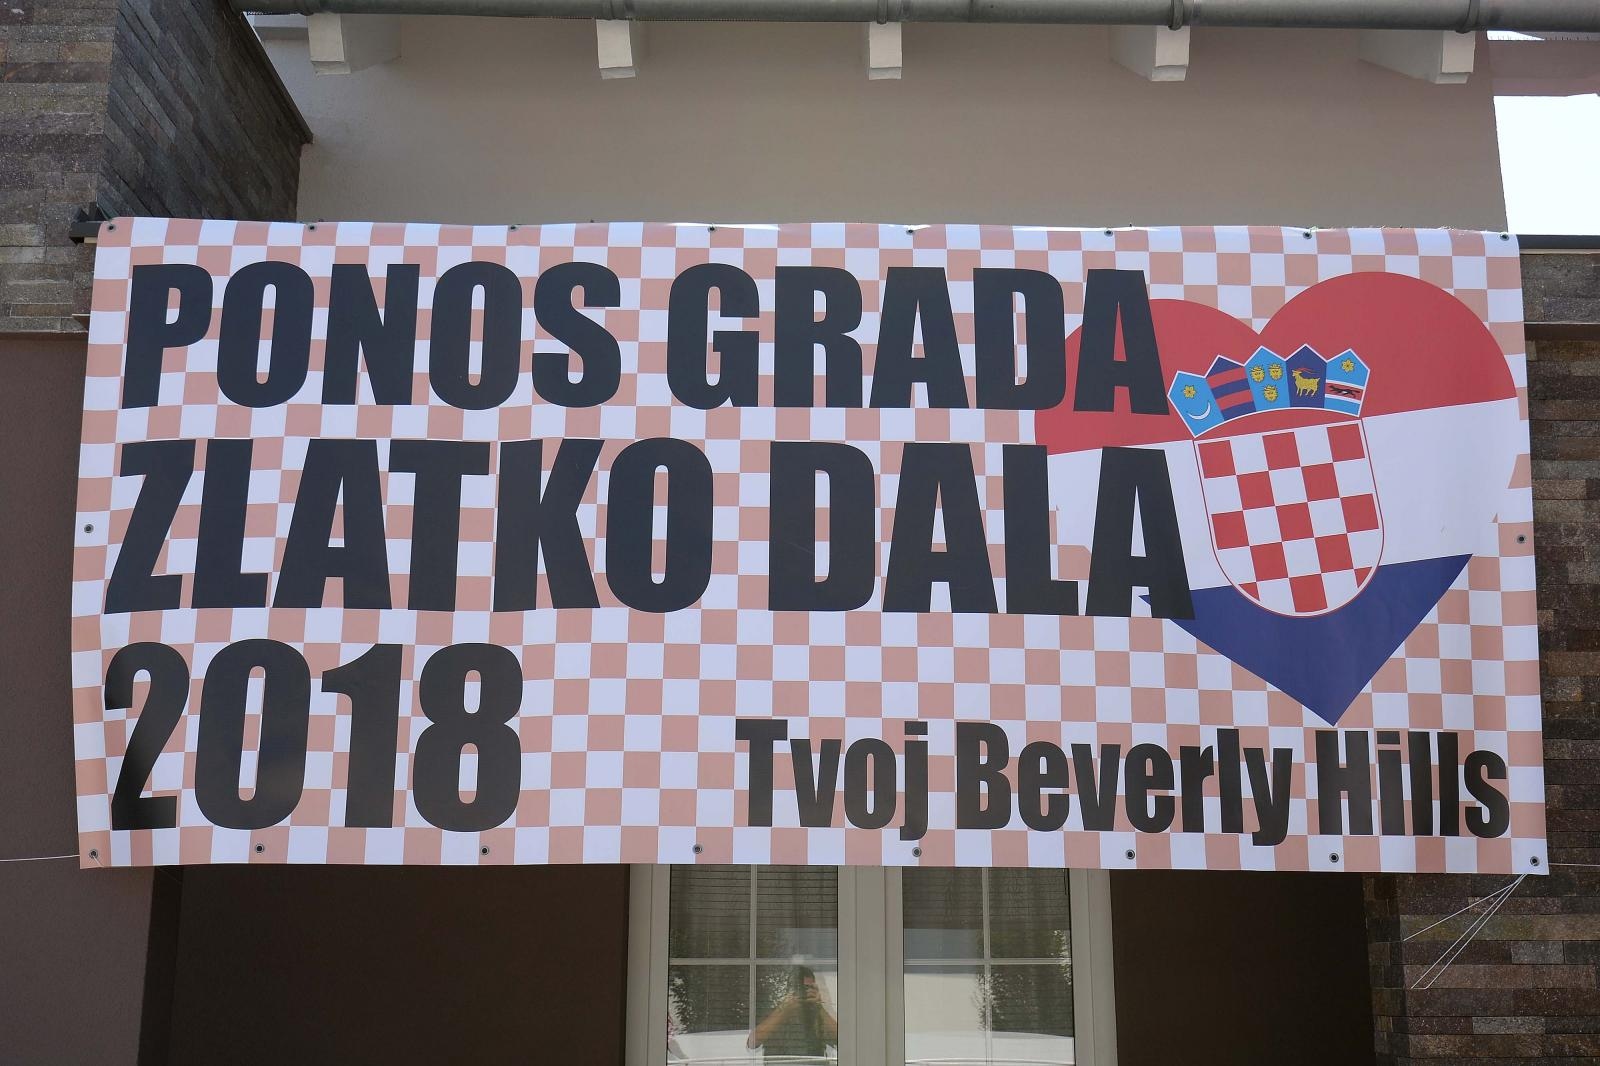 PONOS GRADA
ZLATKO DALA
2018
Tvoj Beverly Hills